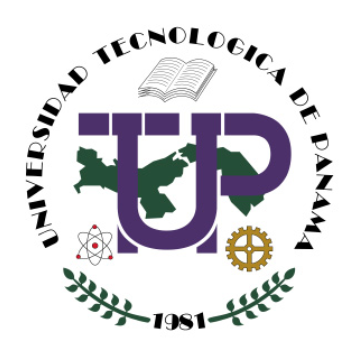 UNIVERSIDAD TECNOLOGICA DE PANAMA
UTP
1981